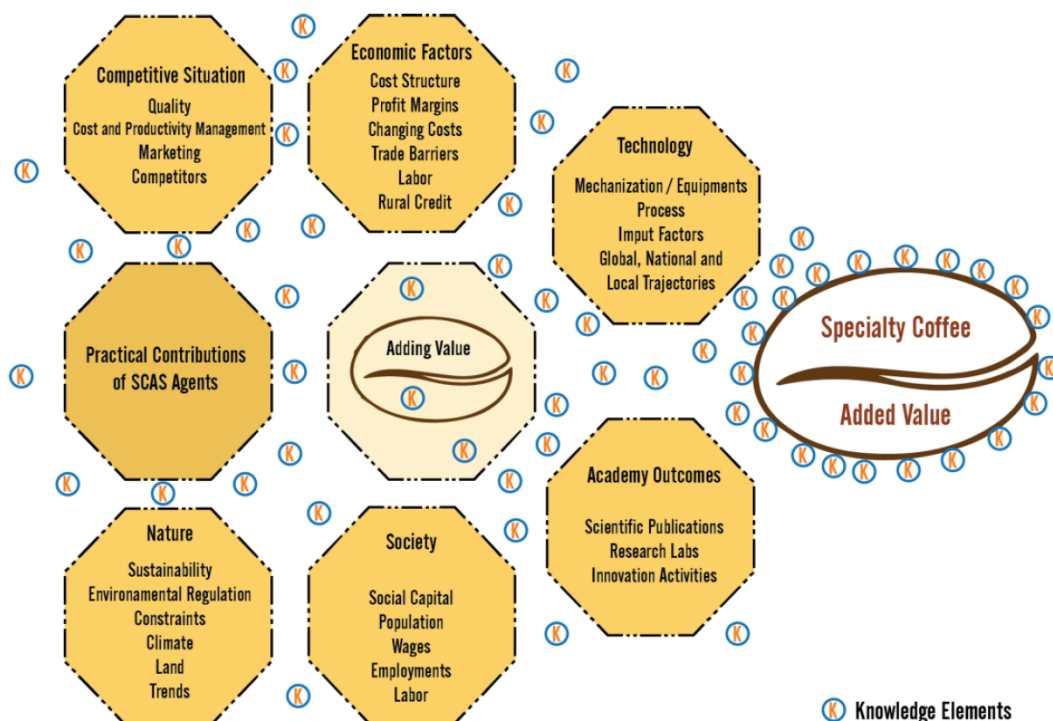 Competitive Situation
Quality
Cost and Productivity Management
Marketing
Competitors
Economic Factors
Cost Structure
Profit Margins
Changing Costs
Trade Barriers
Labor
Rural Credit
Technology
Mechanization / Equipments
Process
Imput Factors
Global, National and
Local Trajectories
Practical Contributions
of SCAS Agents
Adding Value
Specialty Coffee
Added Value
Nature
Sustainability
Environamental Regulation
Constraints
Climate
Land
Trends
Society
Social Capital
Population
Wages
Employments
Labor
Academy Outcomes
Scientific Publications
Research Labs
Innovation Activities
K Knowledge Elements